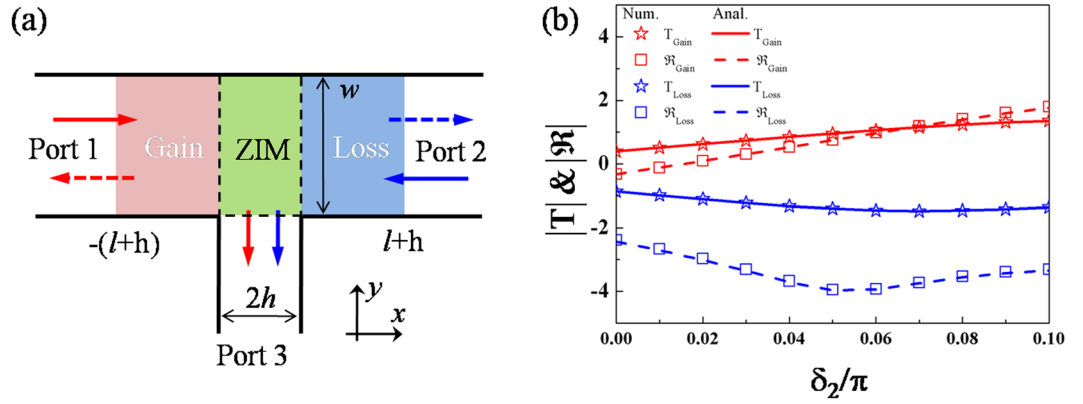 (a)
w
Gain ZIM Loss
Port 1
Port 2
-(l+h)
l+h
2h
y
x
Port 3
(b)
|T| & |ℜ|
4
2
0
-2
-4
Num. Anal.
T_Gain T_Gain
ℜ_Gain ℜ_Gain
T_Loss T_Loss
ℜ_Loss ℜ_Loss
0.00 0.02 0.04 0.06 0.08 0.10
δ₂/π